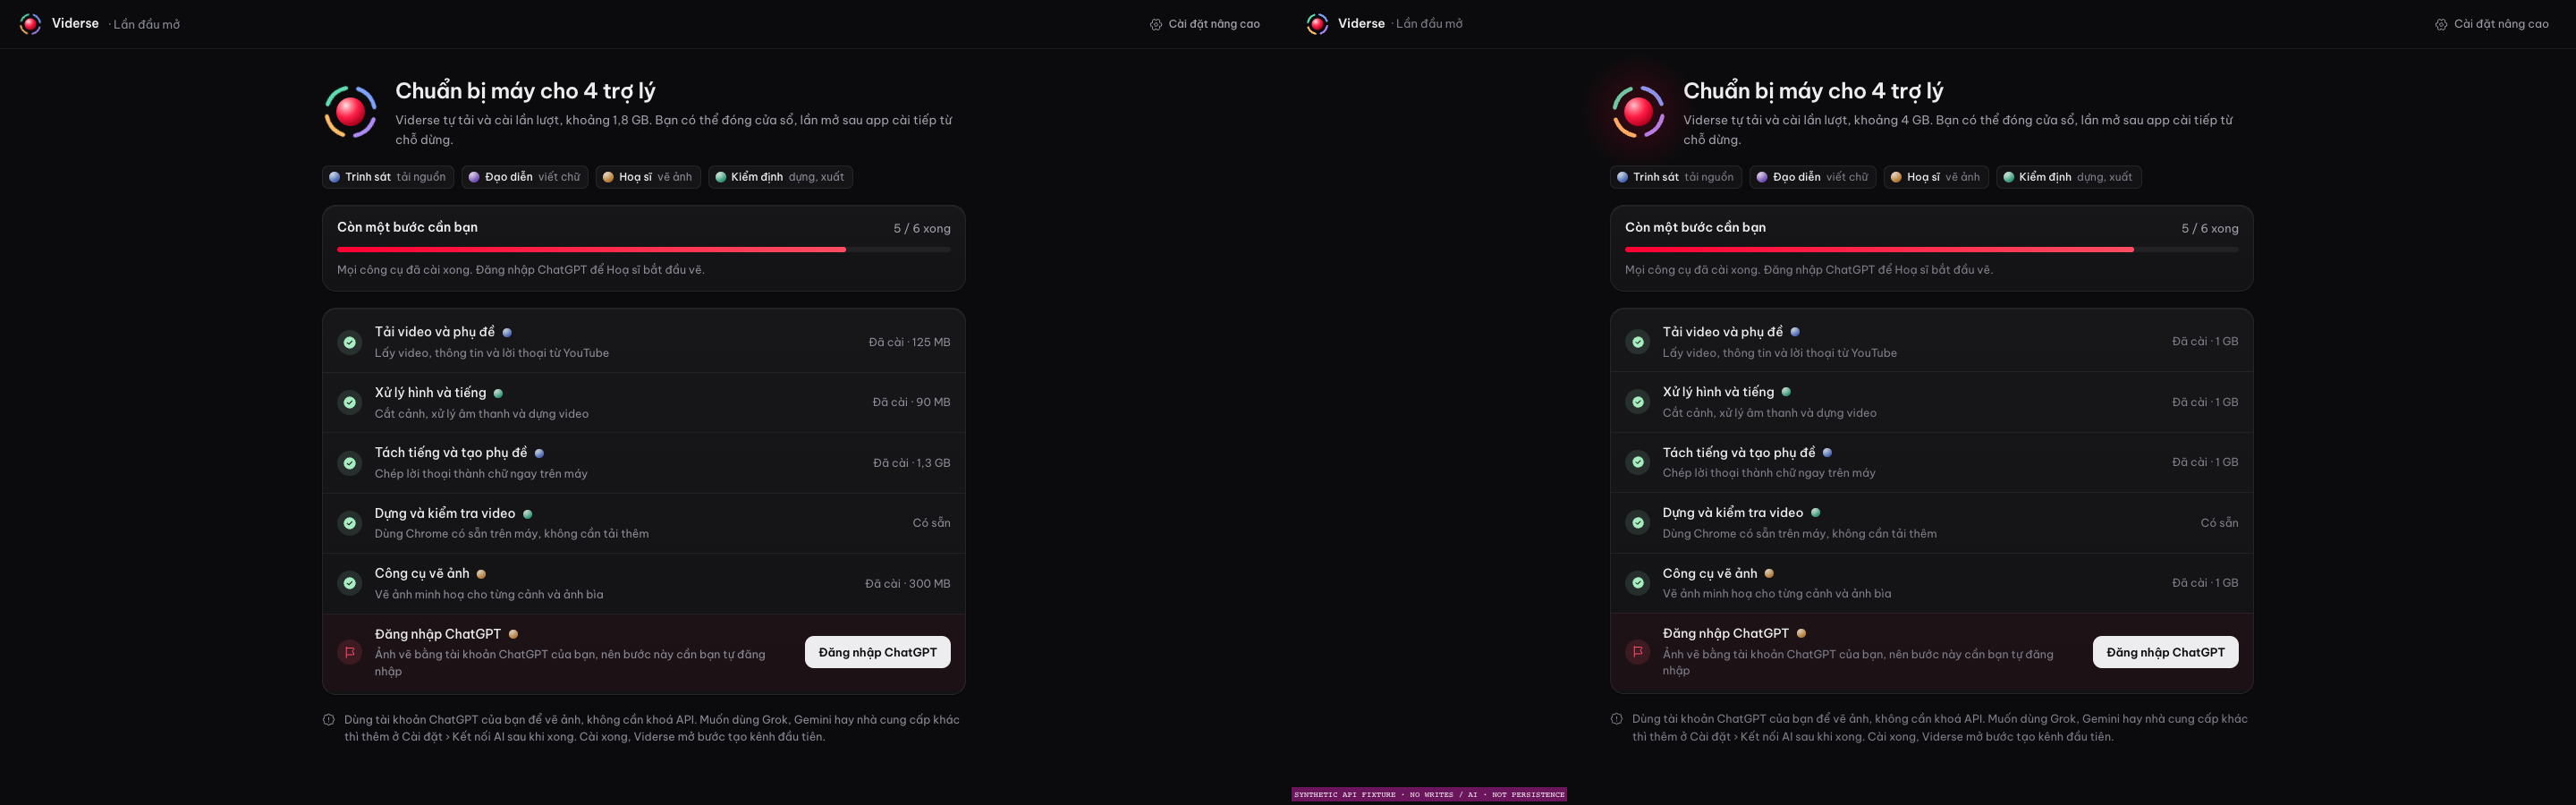 Viderse · Lần đầu mở
Cài đặt nâng cao
Chuẩn bị máy cho 4 trợ lý
Viderse tự tải và cài lần lượt, khoảng 1,8 GB. Bạn có thể đóng cửa sổ, lần mở sau app cài tiếp từ
chỗ dừng.
Trinh sát tải nguồn
Đạo diễn viết chữ
Hoạ sĩ vẽ ảnh
Kiểm định dựng, xuất
Còn một bước cần bạn
5 / 6 xong
Mọi công cụ đã cài xong. Đăng nhập ChatGPT để Hoạ sĩ bắt đầu vẽ.
Tải video và phụ đề
Lấy video, thông tin và lời thoại từ YouTube
Đã cài · 125 MB
Xử lý hình và tiếng
Cắt cảnh, xử lý âm thanh và dựng video
Đã cài · 90 MB
Tách tiếng và tạo phụ đề
Chép lời thoại thành chữ ngay trên máy
Đã cài · 1,3 GB
Dựng và kiểm tra video
Dùng Chrome có sẵn trên máy, không cần tải thêm
Có sẵn
Công cụ vẽ ảnh
Vẽ ảnh minh hoạ cho từng cảnh và ảnh bìa
Đã cài · 300 MB
Đăng nhập ChatGPT
Ảnh vẽ bằng tài khoản ChatGPT của bạn, nên bước này cần bạn tự đăng
nhập
Đăng nhập ChatGPT
Dùng tài khoản ChatGPT của bạn để vẽ ảnh, không cần khoá API. Muốn dùng Grok, Gemini hay nhà cung cấp khác
thì thêm ở Cài đặt › Kết nối AI sau khi xong. Cài xong, Viderse mở bước tạo kênh đầu tiên.
Viderse · Lần đầu mở
Cài đặt nâng cao
Chuẩn bị máy cho 4 trợ lý
Viderse tự tải và cài lần lượt, khoảng 4 GB. Bạn có thể đóng cửa sổ, lần mở sau app cài tiếp từ
chỗ dừng.
Trinh sát tải nguồn
Đạo diễn viết chữ
Hoạ sĩ vẽ ảnh
Kiểm định dựng, xuất
Còn một bước cần bạn
5 / 6 xong
Mọi công cụ đã cài xong. Đăng nhập ChatGPT để Hoạ sĩ bắt đầu vẽ.
Tải video và phụ đề
Lấy video, thông tin và lời thoại từ YouTube
Đã cài · 1 GB
Xử lý hình và tiếng
Cắt cảnh, xử lý âm thanh và dựng video
Đã cài · 1 GB
Tách tiếng và tạo phụ đề
Chép lời thoại thành chữ ngay trên máy
Đã cài · 1 GB
Dựng và kiểm tra video
Dùng Chrome có sẵn trên máy, không cần tải thêm
Có sẵn
Công cụ vẽ ảnh
Vẽ ảnh minh hoạ cho từng cảnh và ảnh bìa
Đã cài · 1 GB
Đăng nhập ChatGPT
Ảnh vẽ bằng tài khoản ChatGPT của bạn, nên bước này cần bạn tự đăng
nhập
Đăng nhập ChatGPT
Dùng tài khoản ChatGPT của bạn để vẽ ảnh, không cần khoá API. Muốn dùng Grok, Gemini hay nhà cung cấp khác
thì thêm ở Cài đặt › Kết nối AI sau khi xong. Cài xong, Viderse mở bước tạo kênh đầu tiên.
SYNTHETIC API FIXTURE · NO WRITES / AI · NOT PERSISTENCE